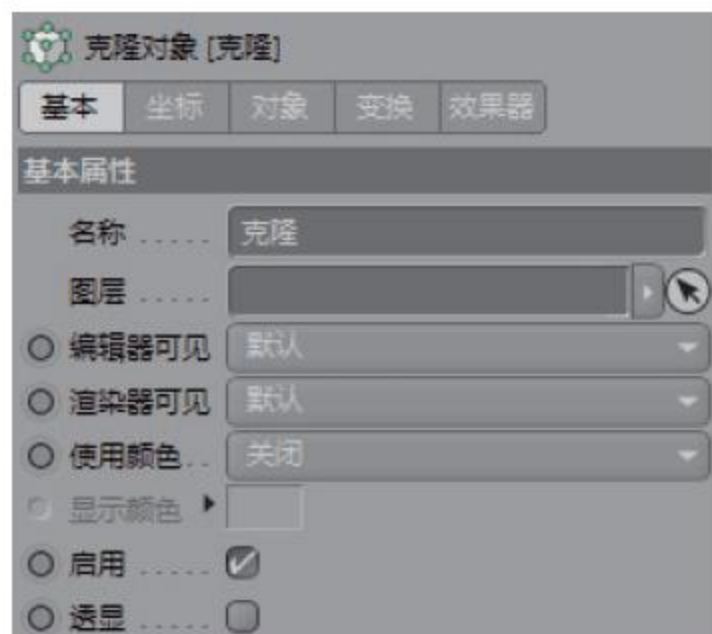 克隆对象 [克隆]
基本 坐标 对象 变换 效果器
基本属性
名称 ..... 克隆
图层 .....
编辑器可见 默认
渲染器可见 默认
使用颜色 .. 关闭
显示颜色
启用 .....
透显 .....